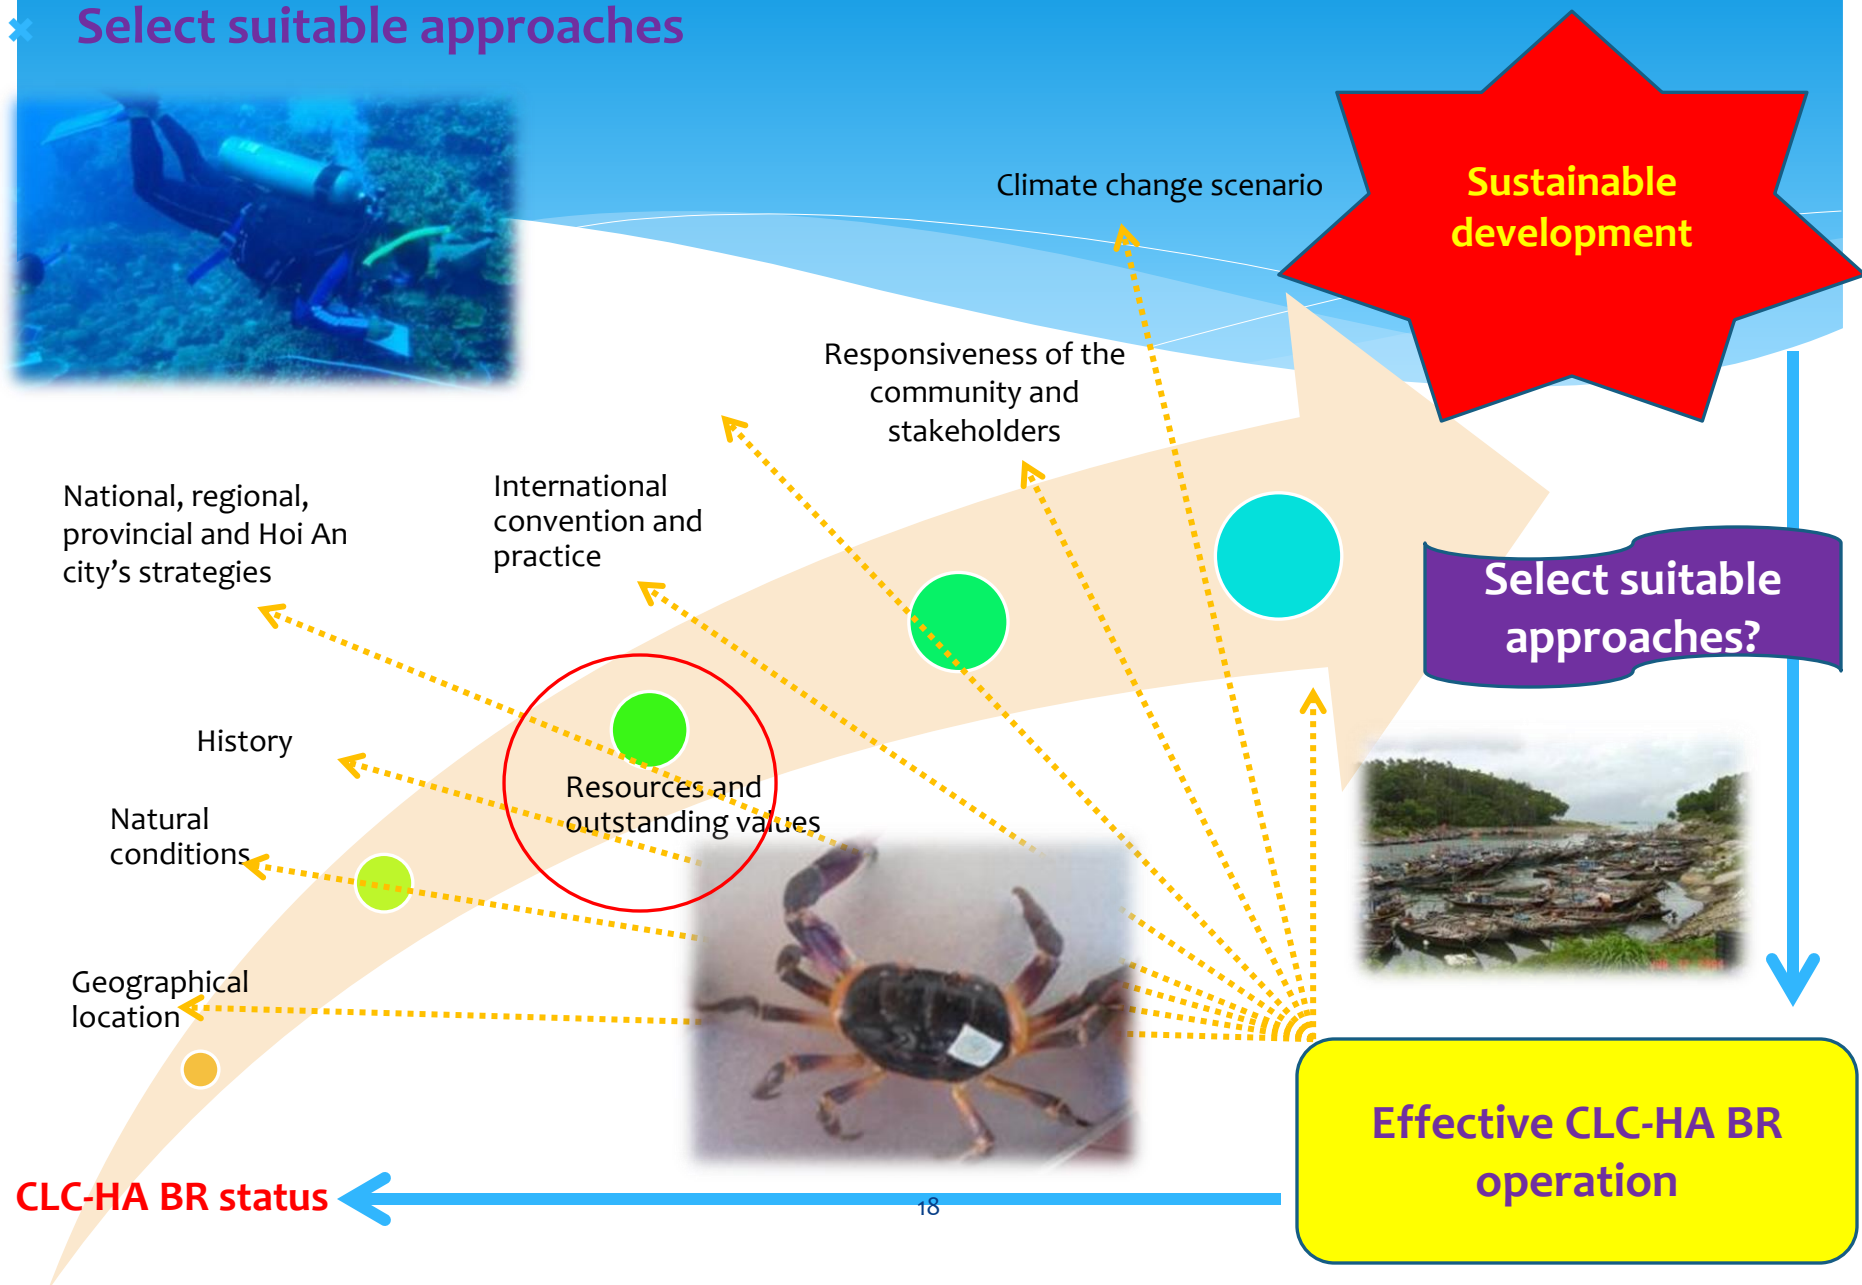 Select suitable approaches
Climate change scenario
Sustainable
development
Responsiveness of the
community and
stakeholders
National, regional,
provincial and Hoi An
city’s strategies
International
convention and
practice
Select suitable
approaches?
History
Resources and
outstanding values
Natural
conditions
Geographical
location
Effective CLC-HA BR
operation
CLC-HA BR status
18